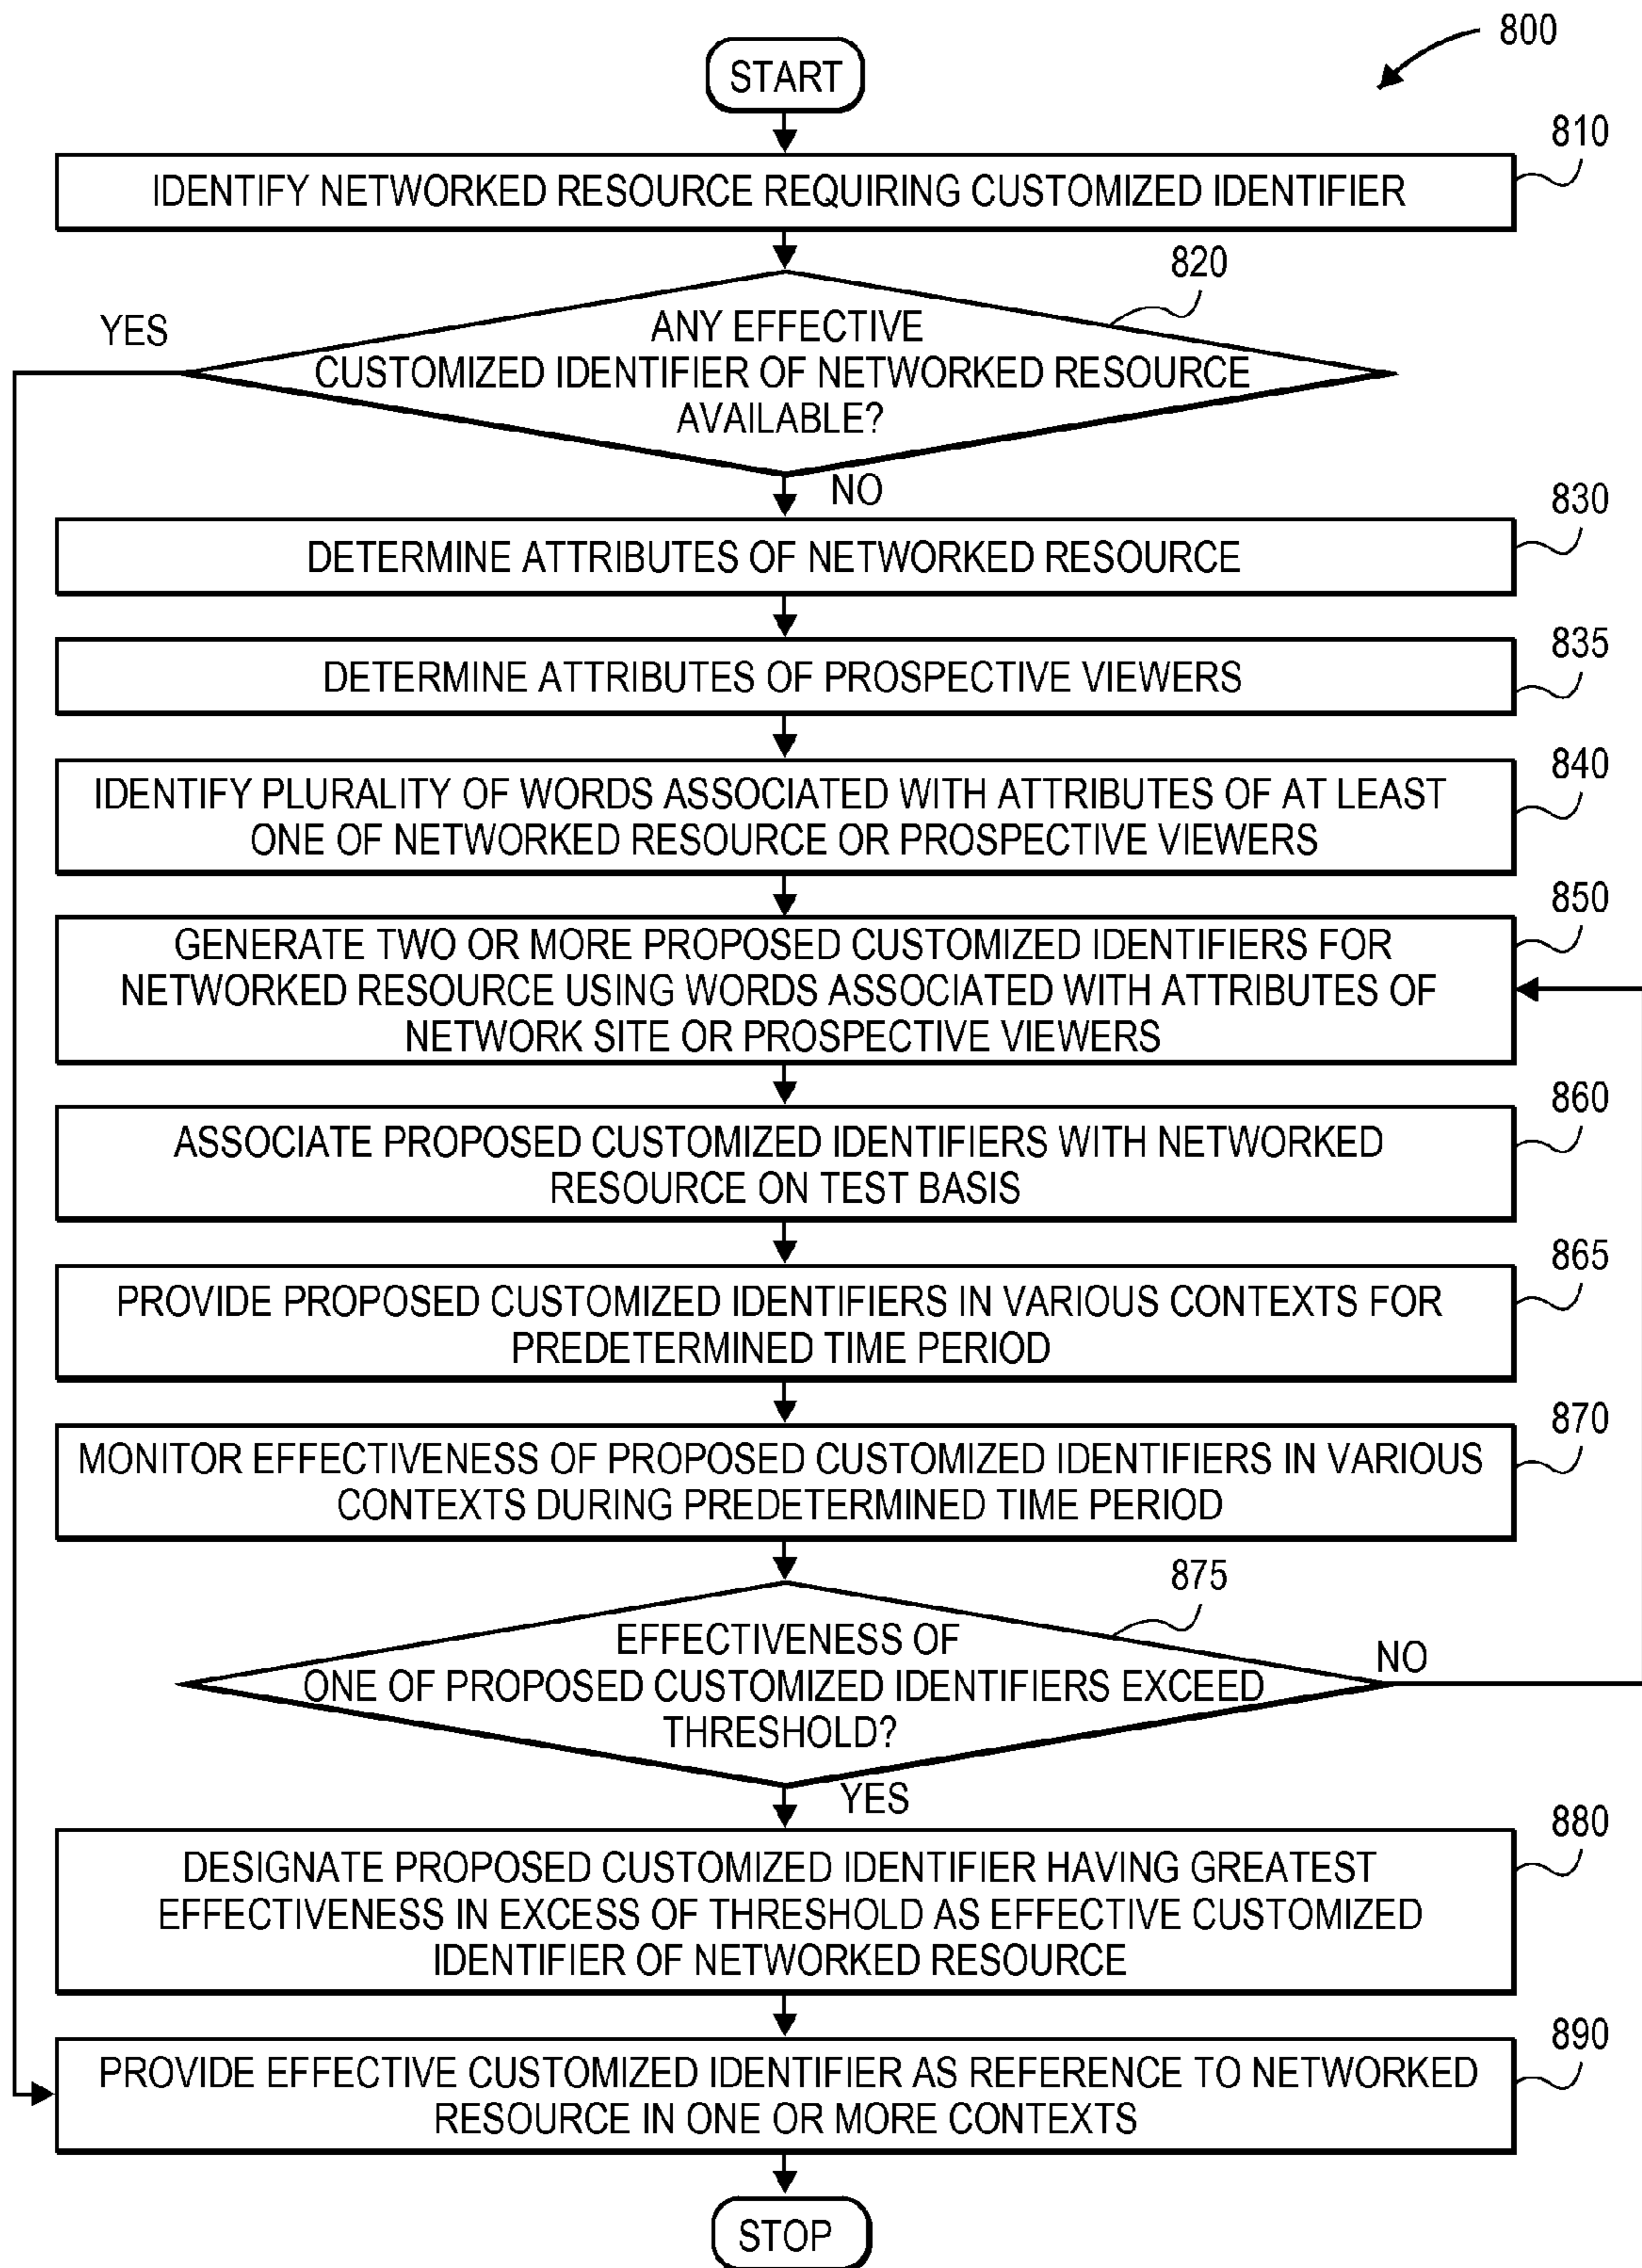 800
START
810
IDENTIFY NETWORKED RESOURCE REQUIRING CUSTOMIZED IDENTIFIER
820
YES
ANY EFFECTIVE
CUSTOMIZED IDENTIFIER OF NETWORKED RESOURCE
AVAILABLE?
NO
830
DETERMINE ATTRIBUTES OF NETWORKED RESOURCE
835
DETERMINE ATTRIBUTES OF PROSPECTIVE VIEWERS
840
IDENTIFY PLURALITY OF WORDS ASSOCIATED WITH ATTRIBUTES OF AT LEAST
ONE OF NETWORKED RESOURCE OR PROSPECTIVE VIEWERS
850
GENERATE TWO OR MORE PROPOSED CUSTOMIZED IDENTIFIERS FOR
NETWORKED RESOURCE USING WORDS ASSOCIATED WITH ATTRIBUTES OF
NETWORK SITE OR PROSPECTIVE VIEWERS
860
ASSOCIATE PROPOSED CUSTOMIZED IDENTIFIERS WITH NETWORKED
RESOURCE ON TEST BASIS
865
PROVIDE PROPOSED CUSTOMIZED IDENTIFIERS IN VARIOUS CONTEXTS FOR
PREDETERMINED TIME PERIOD
870
MONITOR EFFECTIVENESS OF PROPOSED CUSTOMIZED IDENTIFIERS IN VARIOUS
CONTEXTS DURING PREDETERMINED TIME PERIOD
875
EFFECTIVENESS OF
ONE OF PROPOSED CUSTOMIZED IDENTIFIERS EXCEED
THRESHOLD?
NO
YES
880
DESIGNATE PROPOSED CUSTOMIZED IDENTIFIER HAVING GREATEST
EFFECTIVENESS IN EXCESS OF THRESHOLD AS EFFECTIVE CUSTOMIZED
IDENTIFIER OF NETWORKED RESOURCE
890
PROVIDE EFFECTIVE CUSTOMIZED IDENTIFIER AS REFERENCE TO NETWORKED
RESOURCE IN ONE OR MORE CONTEXTS
STOP